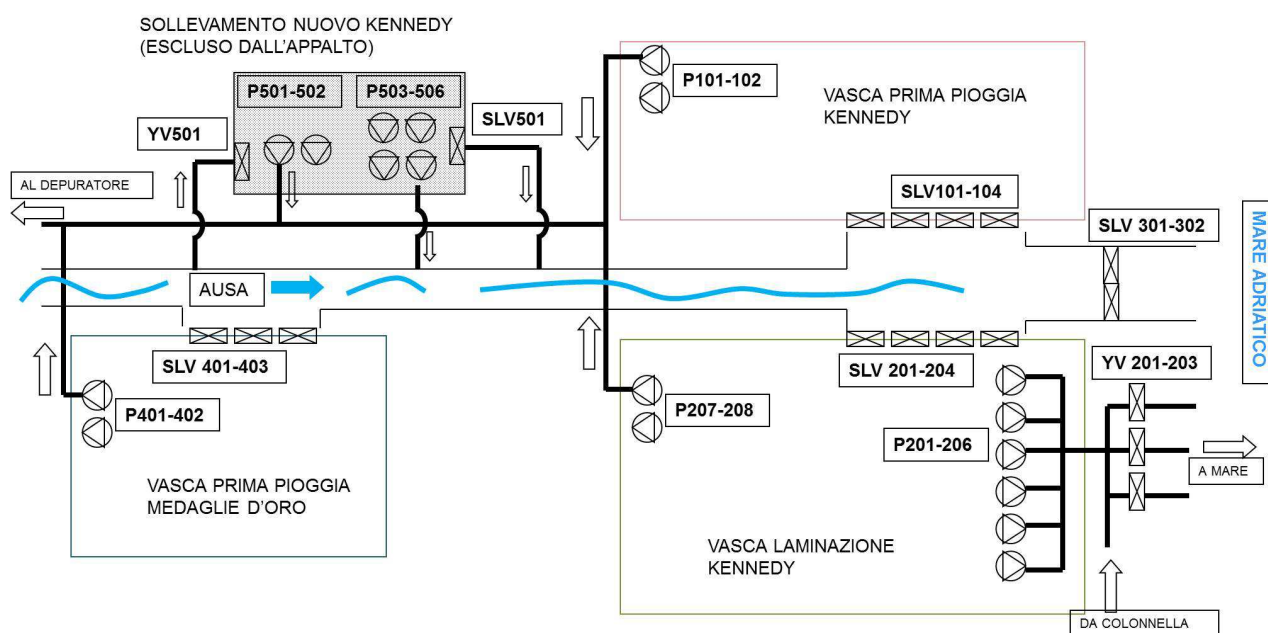 SOLLEVAMENTO NUOVO KENNEDY
(ESCLUSO DALL'APPALTO)
P501-502
P503-506
YV501
SLV501
AL DEPURATORE
P101-102
VASCA PRIMA PIOGGIA
KENNEDY
SLV101-104
SLV 301-302
MARE ADRIATICO
AUSA
SLV 401-403
SLV 201-204
YV 201-203
P401-402
P207-208
P201-206
A MARE
VASCA PRIMA PIOGGIA
MEDAGLIE D'ORO
VASCA LAMINAZIONE
KENNEDY
DA COLONNELLA